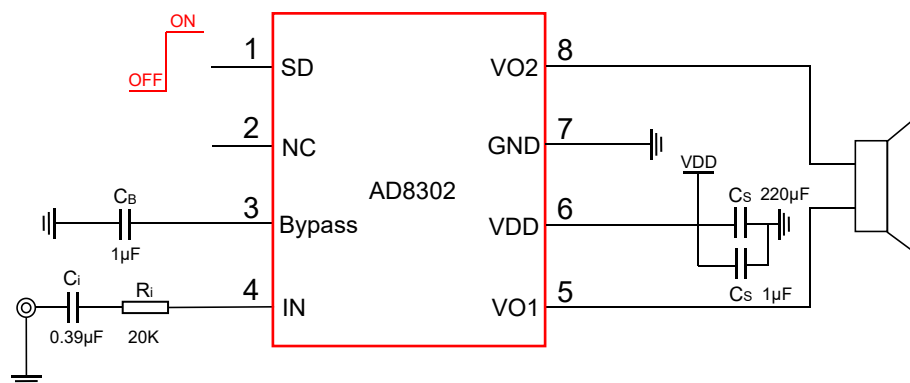 ON
OFF
1
SD
2
NC
CB
3
Bypass
1µF
Ci
Ri
4
IN
0.39µF
20K
AD8302
VO2
8
GND
7
VDD
VDD
6
CS 220µF
CS 1µF
VO1
5